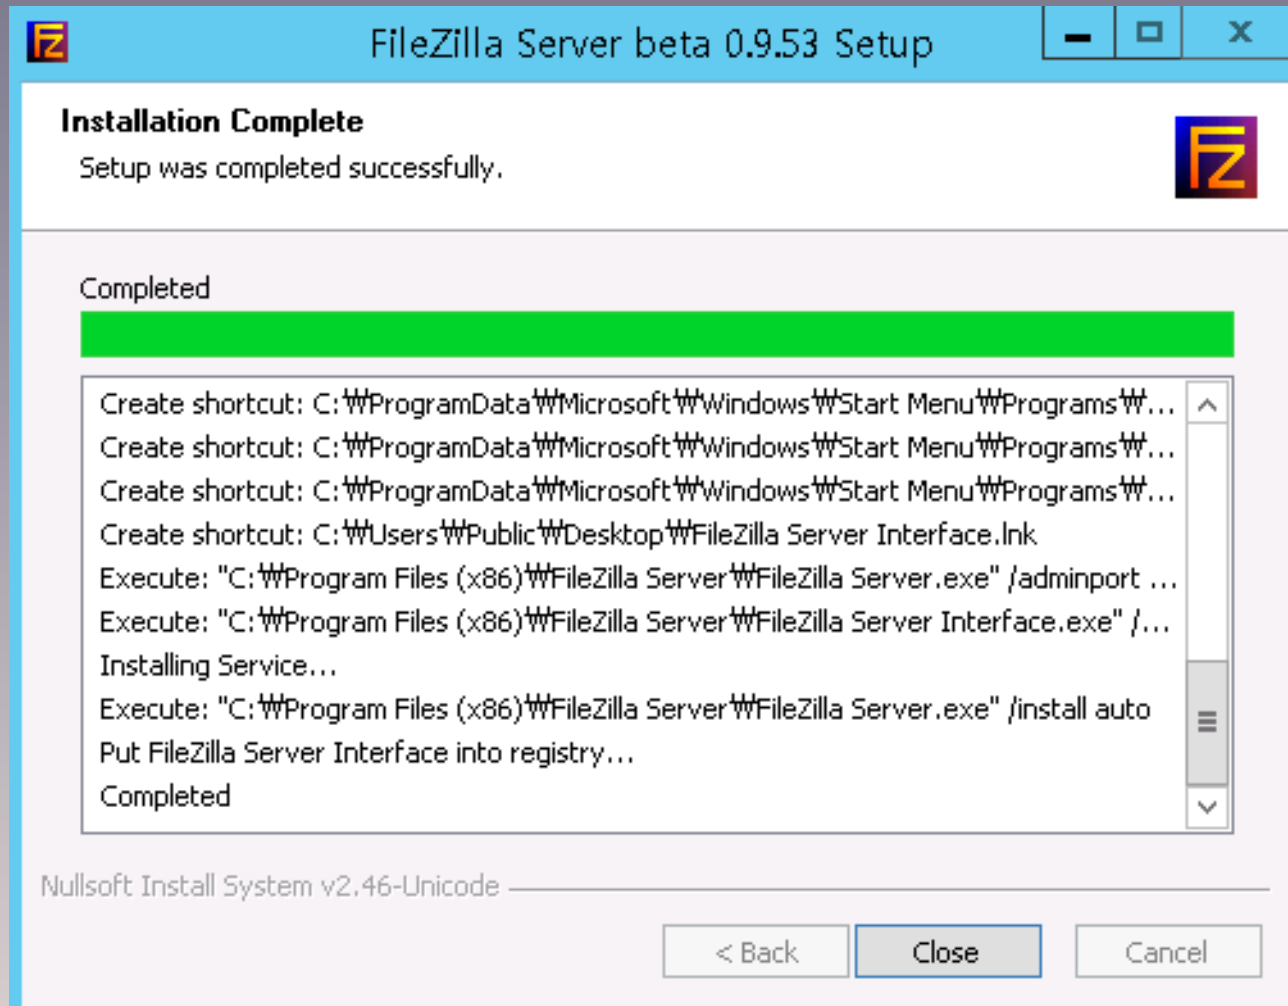 FileZilla Server beta 0.9.53 Setup
Installation Complete
Setup was completed successfully.
Completed
Create shortcut: C:₩ProgramData₩Microsoft₩Windows₩Start Menu₩Programs₩...
Create shortcut: C:₩ProgramData₩Microsoft₩Windows₩Start Menu₩Programs₩...
Create shortcut: C:₩ProgramData₩Microsoft₩Windows₩Start Menu₩Programs₩...
Create shortcut: C:₩Users₩Public₩Desktop₩FileZilla Server Interface.lnk
Execute: "C:₩Program Files (x86)₩FileZilla Server₩FileZilla Server.exe" /adminport ...
Execute: "C:₩Program Files (x86)₩FileZilla Server₩FileZilla Server Interface.exe" /...
Installing Service...
Execute: "C:₩Program Files (x86)₩FileZilla Server₩FileZilla Server.exe" /install auto
Put FileZilla Server Interface into registry...
Completed
Nullsoft Install System v2.46-Unicode
< Back Close Cancel